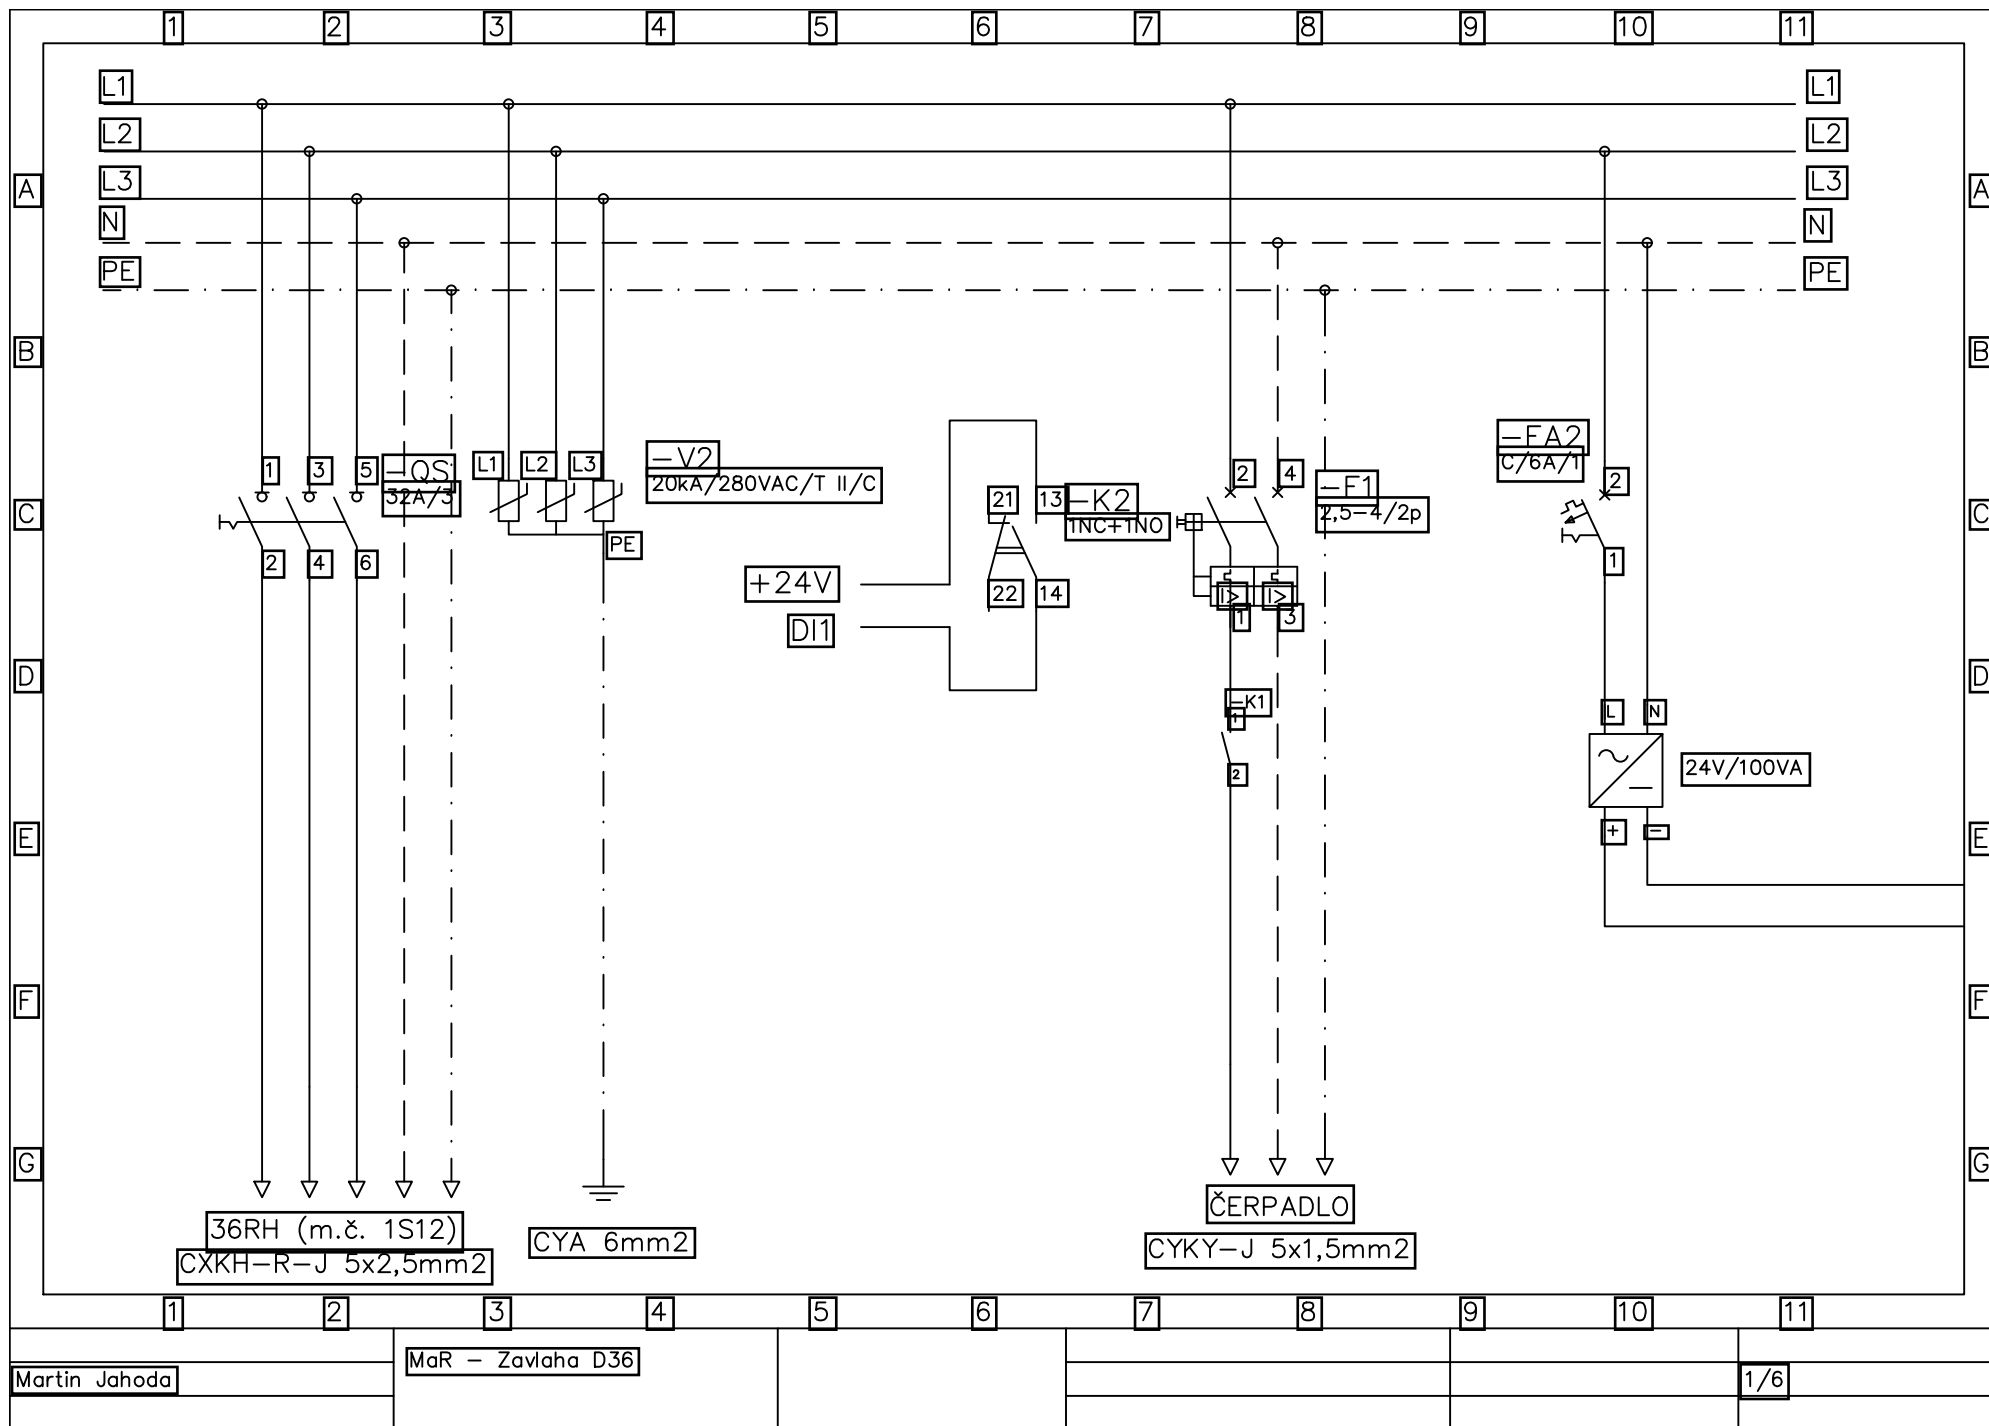 1 2 3 4 5 6 7 8 9 10 11
L1 L1
L2 L2
L3 L3
A A
N N
PE PE
B B
-FA2
C/6A/1
-V2
20kA/280VAC/T II/C
L1 L2 L3
1 3 5
-QS
32A/3
2 4
-F1
2,5-4/2p
2
21 13
-K2
1NC+1NO
C C
PE
2 4 6
1
+24V
22 14
I> I>
1 3
DI1
D D
-K1
1
2
L N
24V/100VA
+ -
E E
F F
G G
36RH (m.č. 1S12)
CXKH-R-J 5x2,5mm2
CYA 6mm2
ČERPADLO
CYKY-J 5x1,5mm2
1 2 3 4 5 6 7 8 9 10 11
MaR - Zavlaha D36
Martin Jahoda
1/6